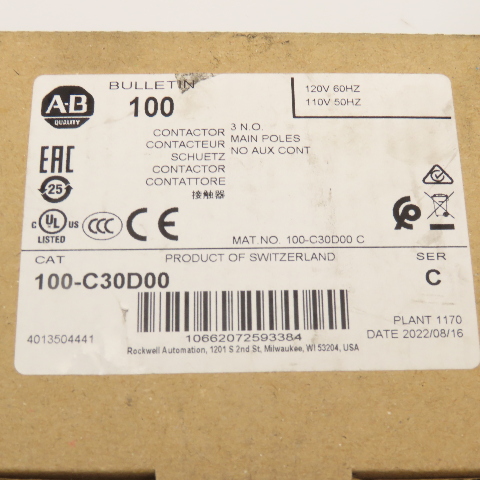 BULLETIN
100
A-B
QUALITY
120V 60HZ
110V 50HZ
CONTACTOR
CONTACTEUR
SCHUETZ
CONTACTOR
CONTATTORE
接触器
3 N.O.
MAIN POLES
NO AUX CONT
EAC
25
C UL US
LISTED
CCC
CE
MAT.NO. 100-C30D00 C
CAT
PRODUCT OF SWITZERLAND
SER
100-C30D00
C
10662072593384
PLANT 1170
4013504441
DATE 2022/08/16
Rockwell Automation, 1201 S 2nd St, Milwaukee, WI 53204, USA